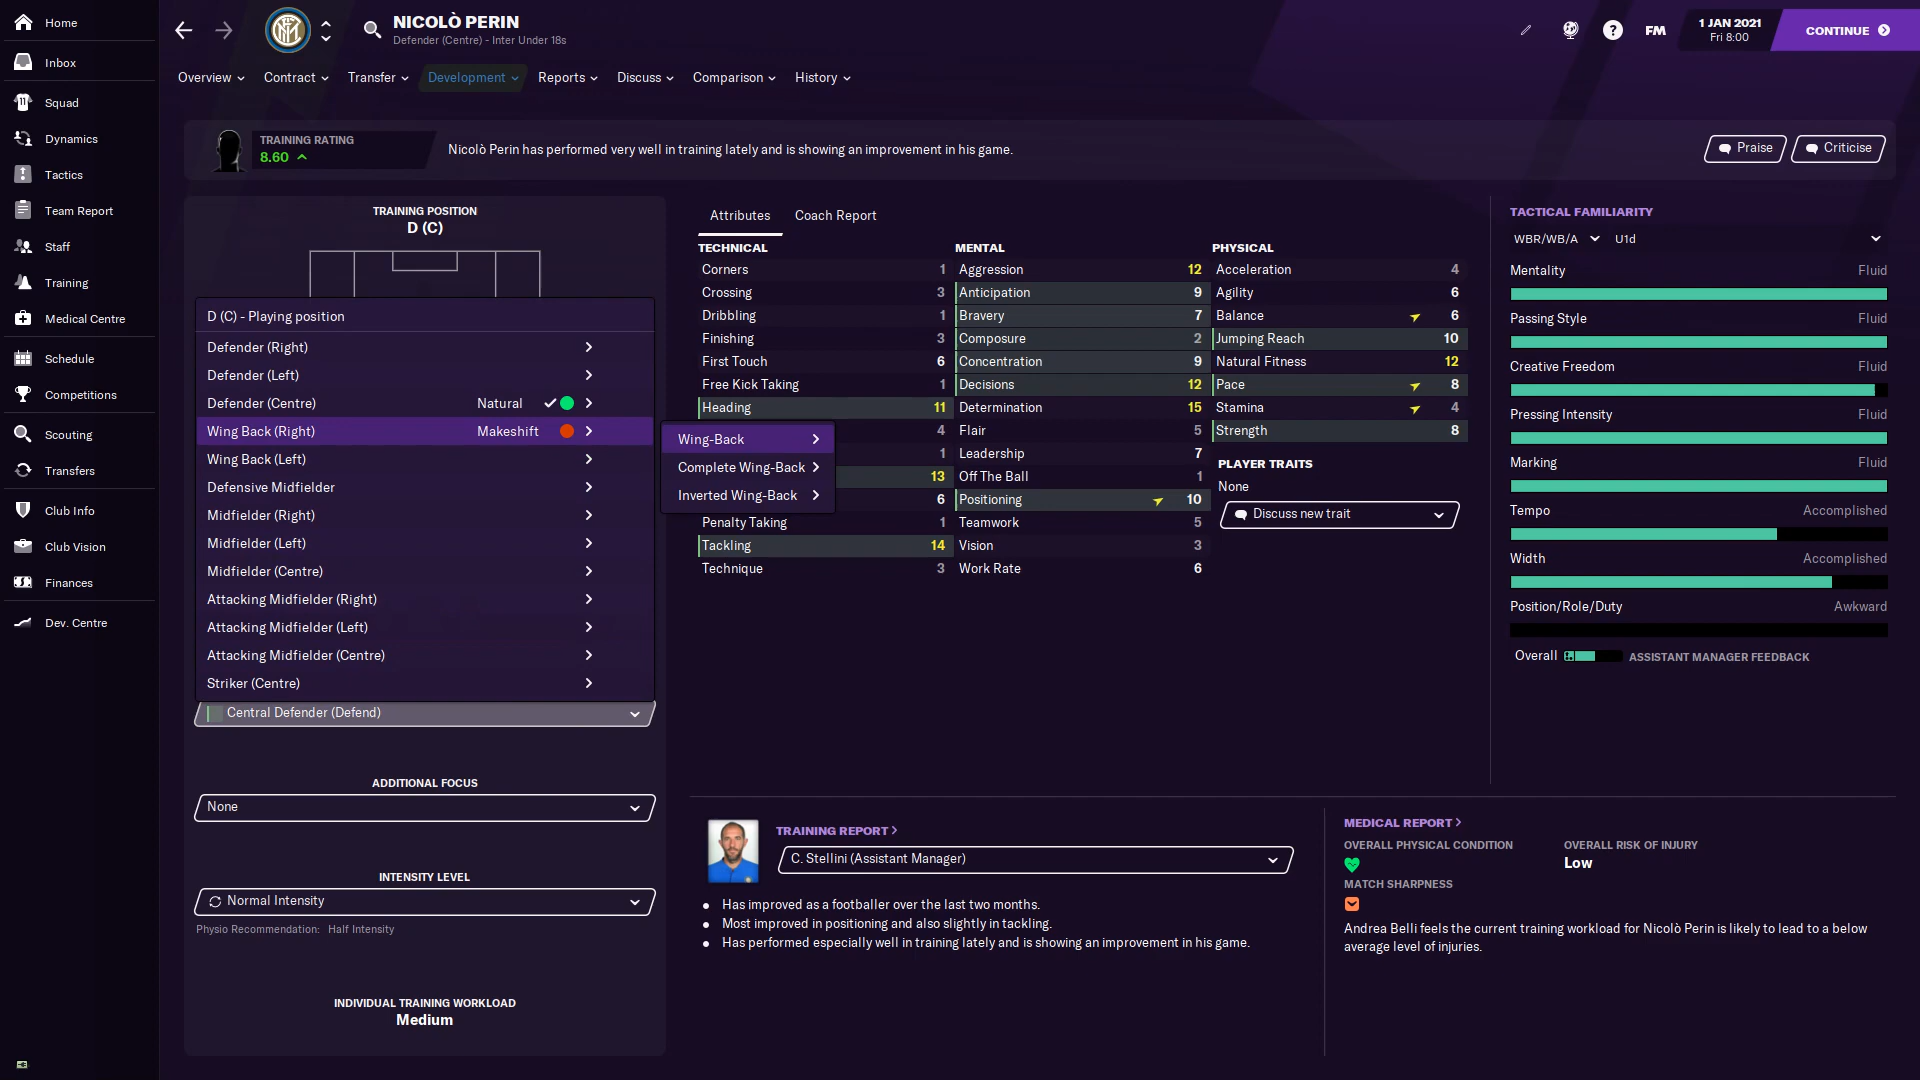 Home
Inbox
Squad
Dynamics
Tactics
Team Report
Staff
Training
Medical Centre
Schedule
Competitions
Scouting
Transfers
Club Info
Club Vision
Finances
Dev. Centre
NICOLÒ PERIN
Defender (Centre) - Inter Under 18s
FM
1 JAN 2021
Fri 8:00
CONTINUE
Overview
Contract
Transfer
Development
Reports
Discuss
Comparison
History
TRAINING RATING
8.60
Nicolò Perin has performed very well in training lately and is showing an improvement in his game.
Praise
Criticise
TRAINING POSITION
D (C)
D (C) - Playing position
Defender (Right)
Defender (Left)
Defender (Centre) Natural
Wing Back (Right) Makeshift
Wing Back (Left)
Defensive Midfielder
Midfielder (Right)
Midfielder (Left)
Midfielder (Centre)
Attacking Midfielder (Right)
Attacking Midfielder (Left)
Attacking Midfielder (Centre)
Striker (Centre)
Central Defender (Defend)
Wing-Back
Complete Wing-Back
Inverted Wing-Back
ADDITIONAL FOCUS
None
INTENSITY LEVEL
Normal Intensity
Physio Recommendation: Half Intensity
INDIVIDUAL TRAINING WORKLOAD
Medium
Attributes
Coach Report
TECHNICAL
Corners 1
Crossing 3
Dribbling 1
Finishing 3
First Touch 6
Free Kick Taking 1
Heading 11
4
1
13
6
Penalty Taking 1
Tackling 14
Technique 3
MENTAL
Aggression 12
Anticipation 9
Bravery 7
Composure 2
Concentration 9
Decisions 12
Determination 15
Flair 5
Leadership 7
Off The Ball 1
Positioning 10
Teamwork 5
Vision 3
Work Rate 6
PHYSICAL
Acceleration 4
Agility 6
Balance 6
Jumping Reach 10
Natural Fitness 12
Pace 8
Stamina 4
Strength 8
PLAYER TRAITS
None
Discuss new trait
TACTICAL FAMILIARITY
WBR/WB/A U1d
Mentality Fluid
Passing Style Fluid
Creative Freedom Fluid
Pressing Intensity Fluid
Marking Fluid
Tempo Accomplished
Width Accomplished
Position/Role/Duty Awkward
Overall ASSISTANT MANAGER FEEDBACK
TRAINING REPORT
C. Stellini (Assistant Manager)
Has improved as a footballer over the last two months.
Most improved in positioning and also slightly in tackling.
Has performed especially well in training lately and is showing an improvement in his game.
MEDICAL REPORT
OVERALL PHYSICAL CONDITION
OVERALL RISK OF INJURY
Low
MATCH SHARPNESS
Andrea Belli feels the current training workload for Nicolò Perin is likely to lead to a below
average level of injuries.